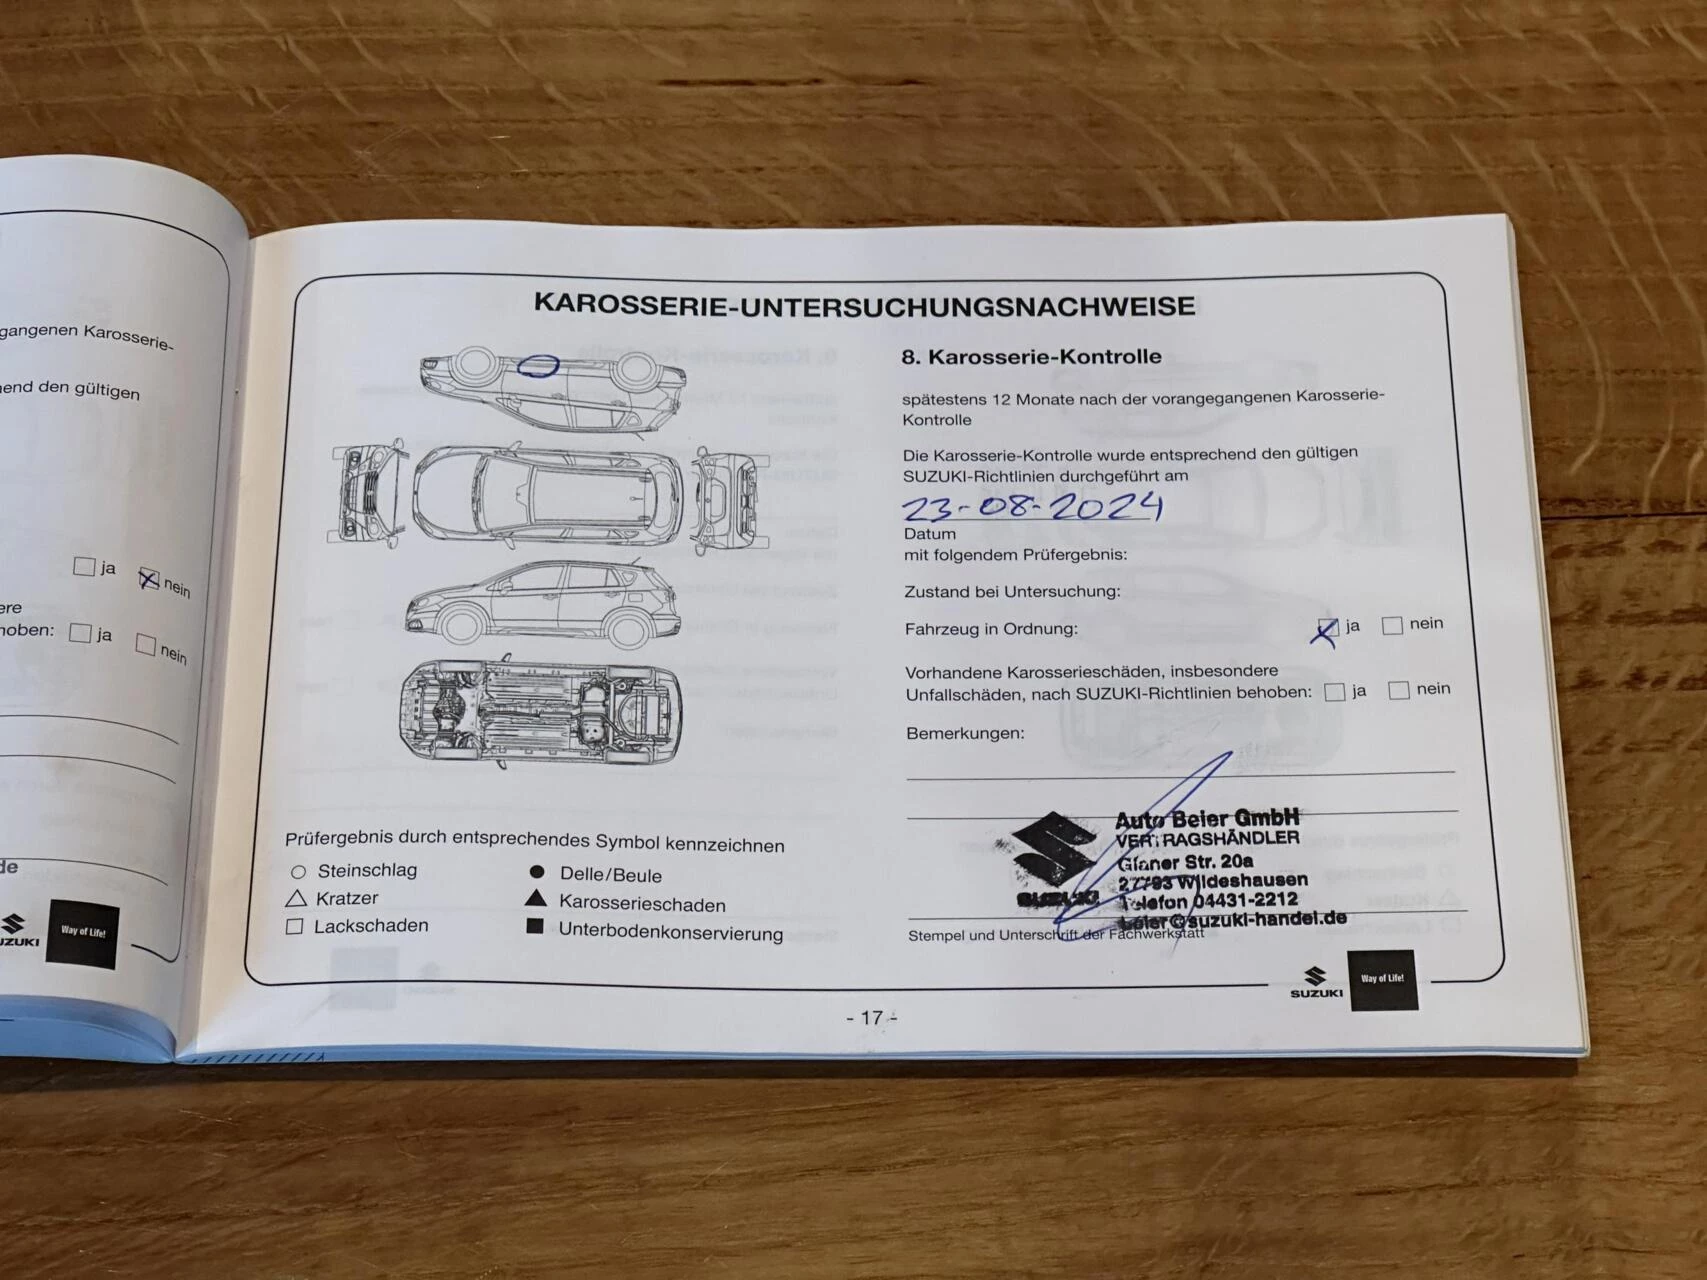 gangenen Karosserie-
end den gültigen
ja nein
ere
hoben: ja nein
de
UZUKI
Way of Life!
KAROSSERIE-UNTERSUCHUNGSNACHWEISE
Prüfergebnis durch entsprechendes Symbol kennzeichnen
Steinschlag
Kratzer
Lackschaden
Delle/Beule
Karosserieschaden
Unterbodenkonservierung
8. Karosserie-Kontrolle
spätestens 12 Monate nach der vorangegangenen Karosserie-
Kontrolle
Die Karosserie-Kontrolle wurde entsprechend den gültigen
SUZUKI-Richtlinien durchgeführt am
23-08-2024
Datum
mit folgendem Prüfergebnis:
Zustand bei Untersuchung:
Fahrzeug in Ordnung: ja nein
Vorhandene Karosserieschäden, insbesondere
Unfallschäden, nach SUZUKI-Richtlinien behoben: ja nein
Bemerkungen:
Auto Beier GmbH
VERTRAGSHÄNDLER
Glaner Str. 20a
27793 Wildeshausen
SUZUKI
Telefon 04431-2212
beier@suzuki-handel.de
Stempel und Unterschrift der Fachwerkstatt
SUZUKI
Way of Life!
- 17 -